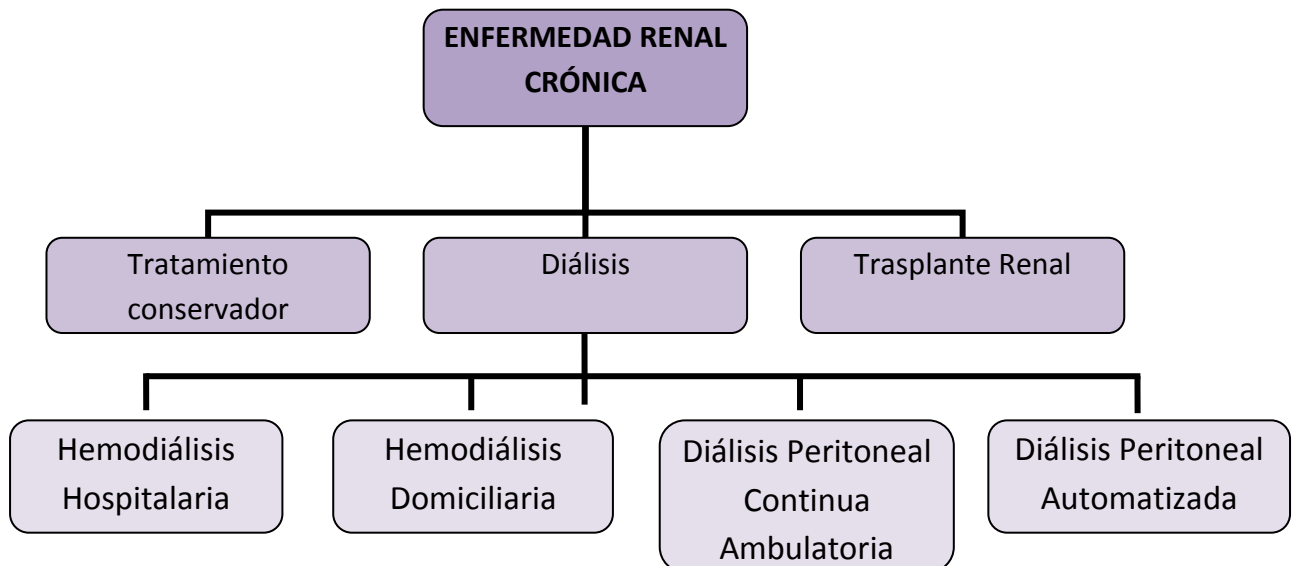 ENFERMEDAD RENAL
CRÓNICA
Tratamiento
conservador
Diálisis
Trasplante Renal
Hemodiálisis
Hospitalaria
Hemodiálisis
Domiciliaria
Diálisis Peritoneal
Continua
Ambulatoria
Diálisis Peritoneal
Automatizada